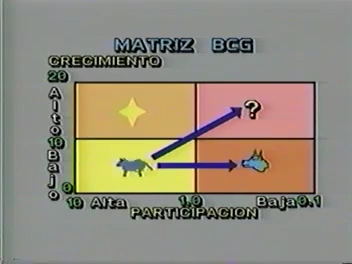 MATRIZ BCG
CRECIMIENTO
20
Alto
?
10
Bajo
0
10 Alta 1.0 Baja 0.1
PARTICIPACION